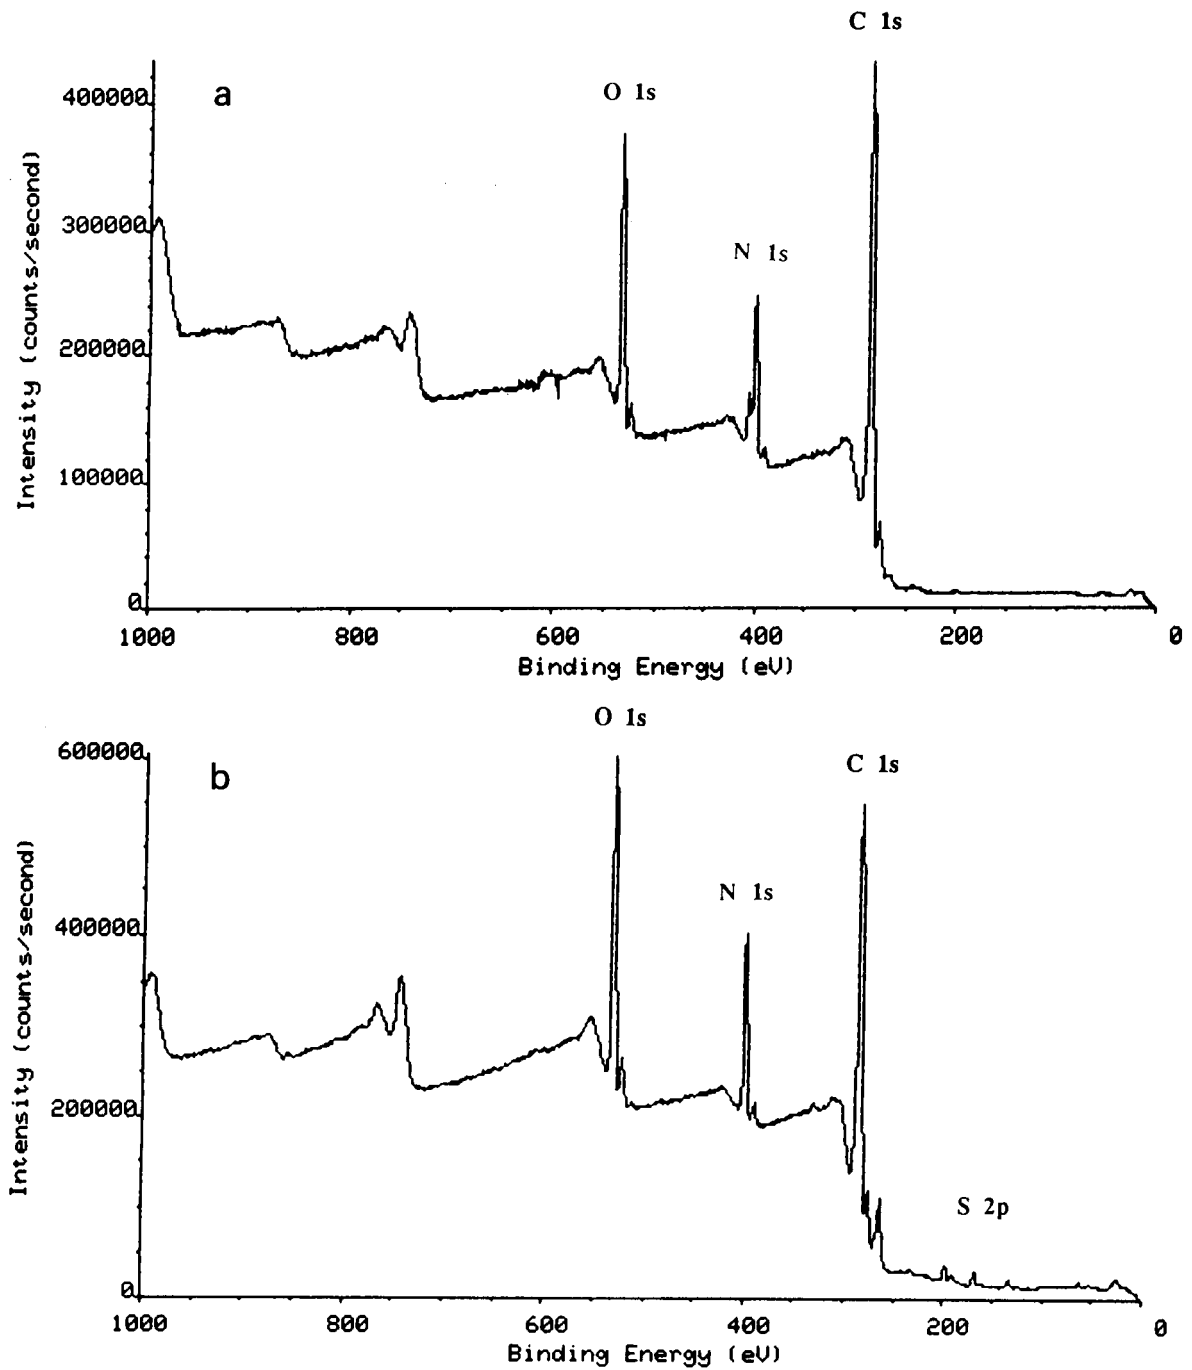 C 1s
O 1s
a
N 1s
400000
300000
200000
100000
0
Intensity (counts/second)
1000 800 600 400 200 0
Binding Energy (eV)
O 1s
C 1s
b
N 1s
S 2p
600000
400000
200000
0
Intensity (counts/second)
1000 800 600 400 200 0
Binding Energy (eV)